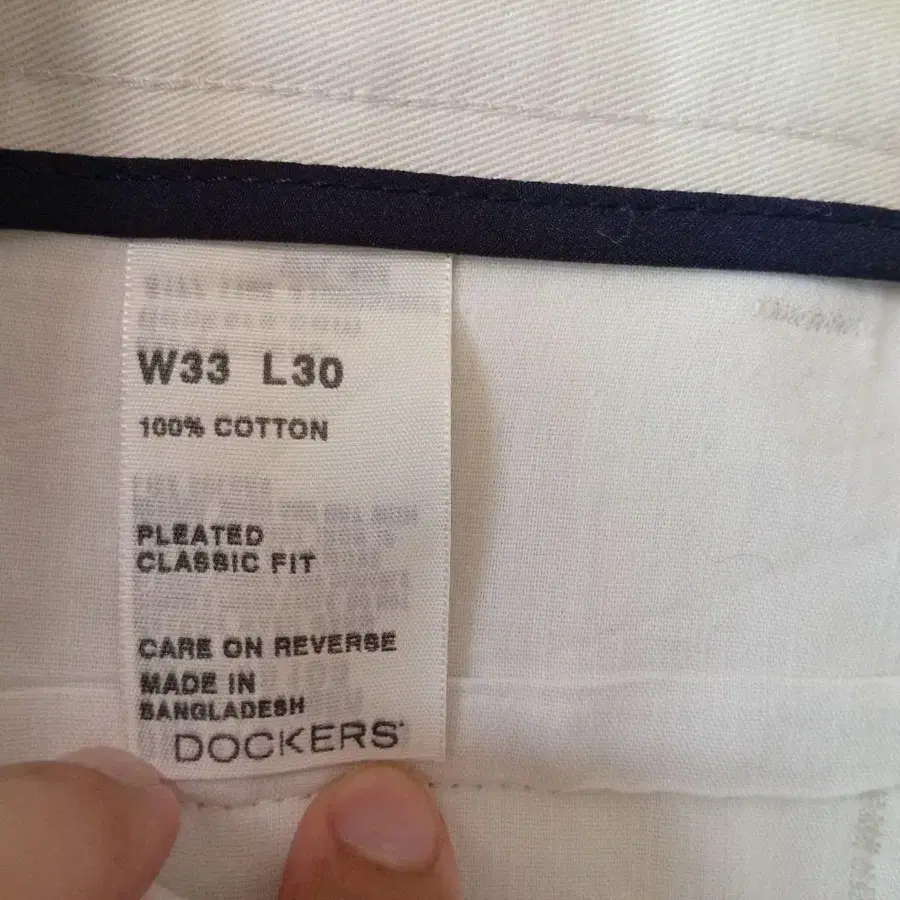 W33 L30
100% COTTON
PLEATED
CLASSIC FIT
CARE ON REVERSE
MADE IN
BANGLADESH
DOCKERS®